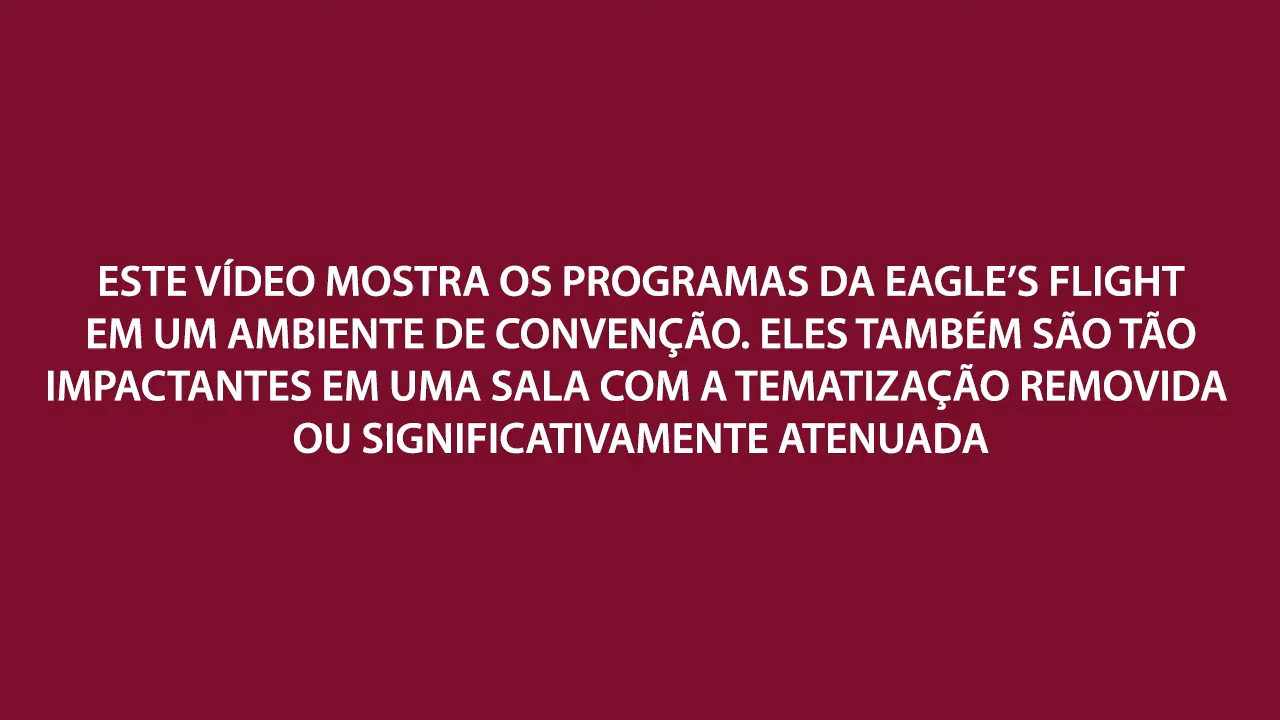 ESTE VÍDEO MOSTRA OS PROGRAMAS DA EAGLE’S FLIGHT
EM UM AMBIENTE DE CONVENÇÃO. ELES TAMBÉM SÃO TÃO
IMPACTANTES EM UMA SALA COM A TEMATIZAÇÃO REMOVIDA
OU SIGNIFICATIVAMENTE ATENUADA